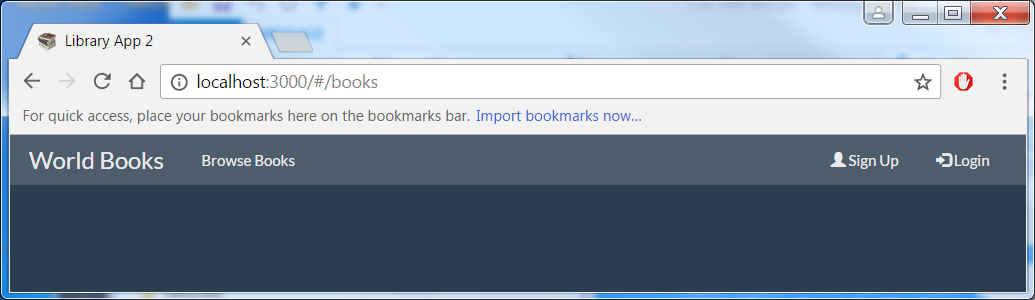 Library App 2
localhost:3000/#/books
For quick access, place your bookmarks here on the bookmarks bar. Import bookmarks now...
World Books Browse Books Sign Up Login